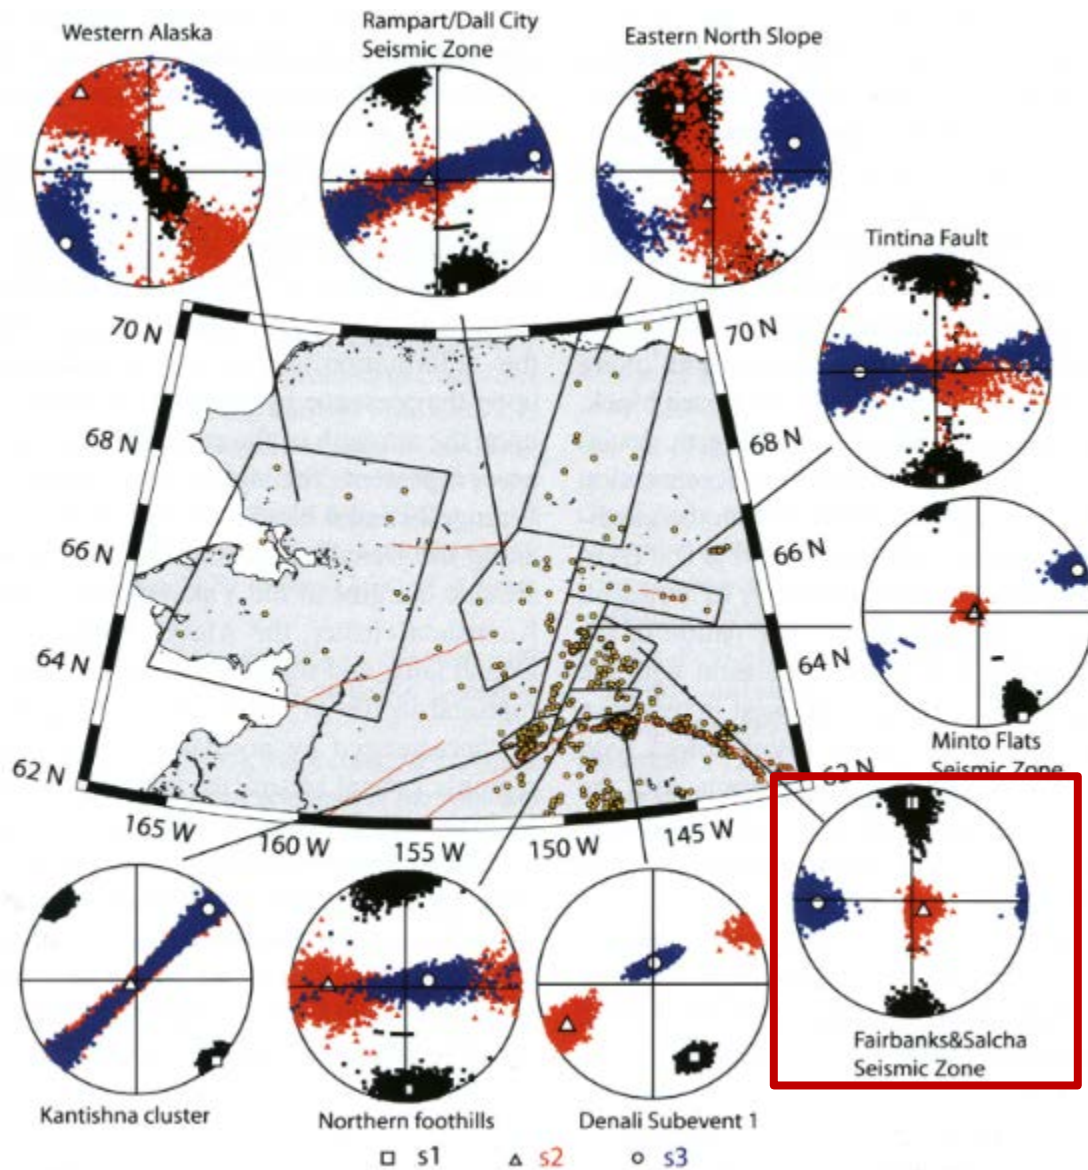 Western Alaska
Rampart/Dall City
Seismic Zone
Eastern North Slope
Tintina Fault
70 N
70 N
68 N
68 N
66 N
66 N
64 N
64 N
62 N
62 N
165 W
160 W
155 W
150 W
145 W
Minto Flats
Seismic Zone
Kantishna cluster
Northern foothills
Denali Subevent 1
Fairbanks&Salcha
Seismic Zone
s1
s2
s3